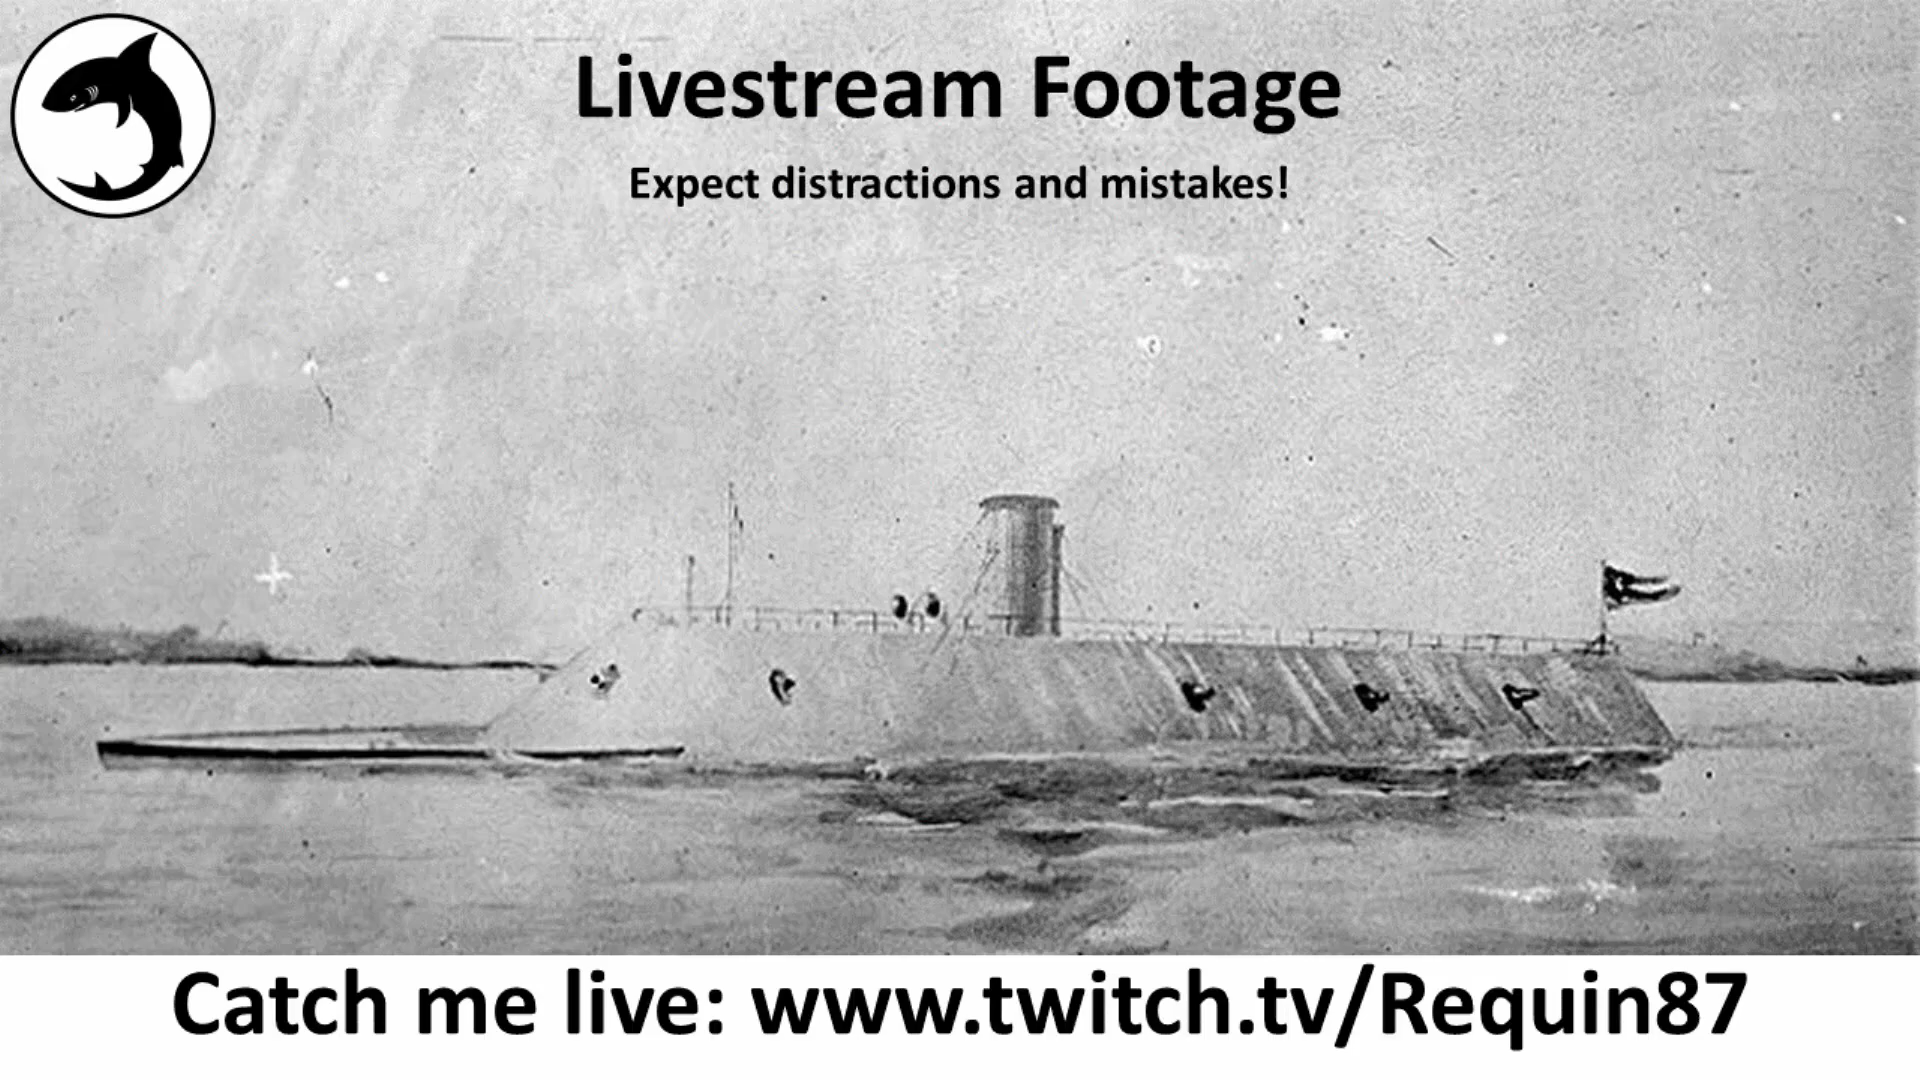 Livestream Footage
Expect distractions and mistakes!
Catch me live: www.twitch.tv/Requin87